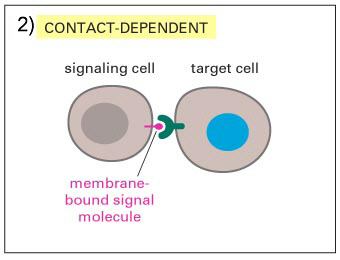 2) CONTACT-DEPENDENT
signaling cell target cell
membrane-
bound signal
molecule